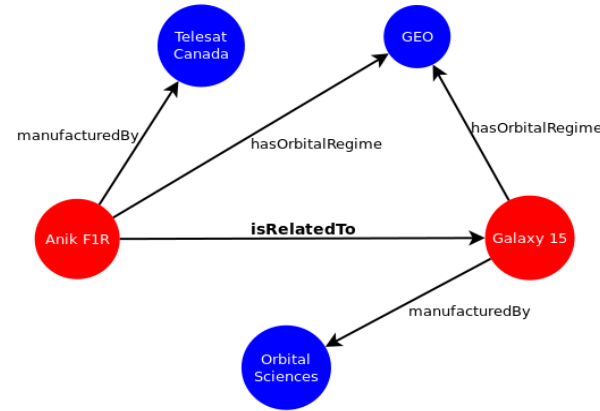 Telesat
Canada
GEO
manufacturedBy
hasOrbitalRegime
hasOrbitalRegime
Anik F1R
isRelatedTo
Galaxy 15
manufacturedBy
Orbital
Sciences